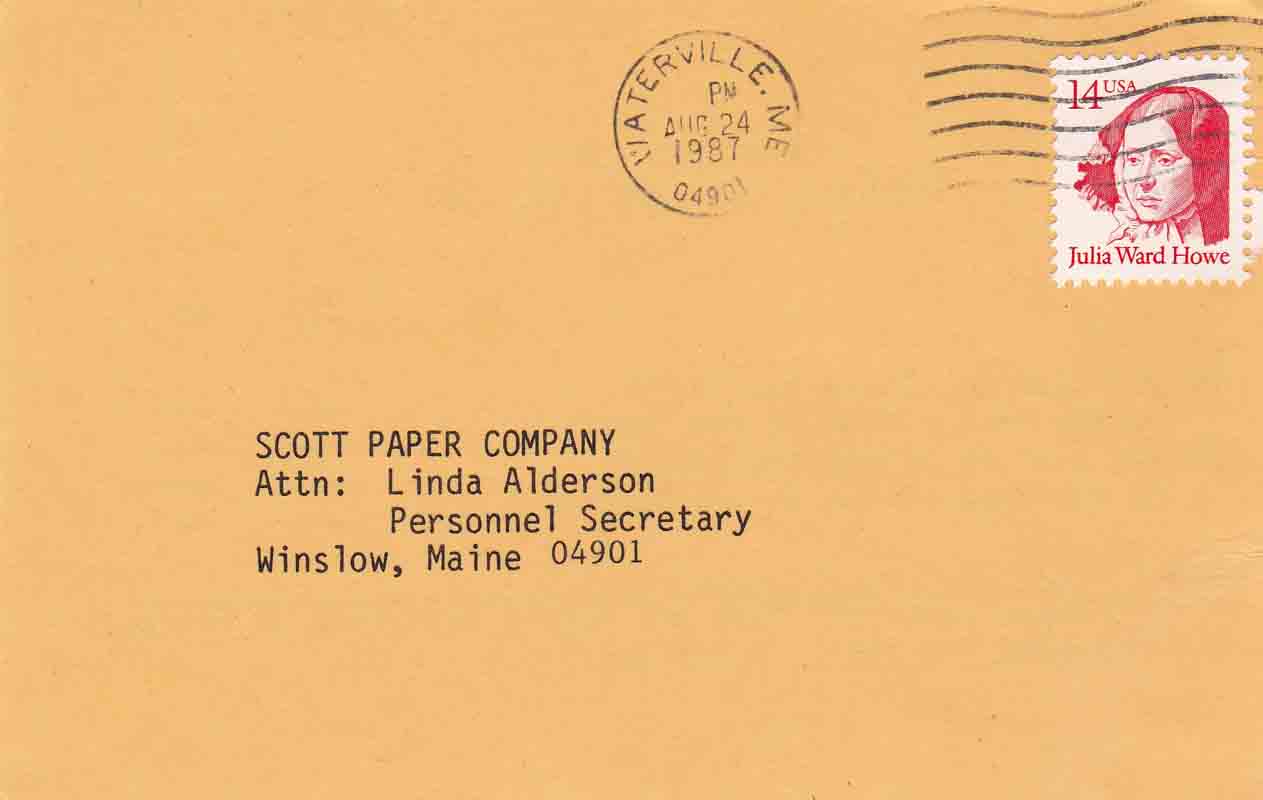 WATERVILLE, ME
PM
AUG 24
1987
04901
14 USA
Julia Ward Howe
SCOTT PAPER COMPANY
Attn: Linda Alderson
Personnel Secretary
Winslow, Maine 04901